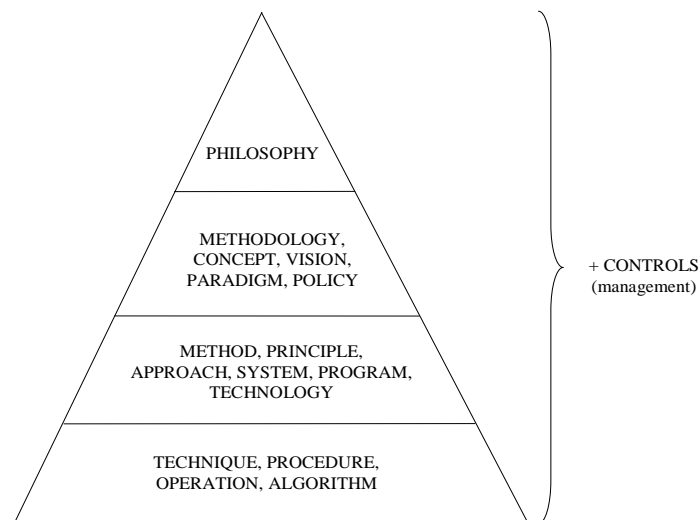 PHILOSOPHY
METHODOLOGY,
CONCEPT, VISION,
PARADIGM, POLICY
+ CONTROLS
(management)
METHOD, PRINCIPLE,
APPROACH, SYSTEM, PROGRAM,
TECHNOLOGY
TECHNIQUE, PROCEDURE,
OPERATION, ALGORITHM